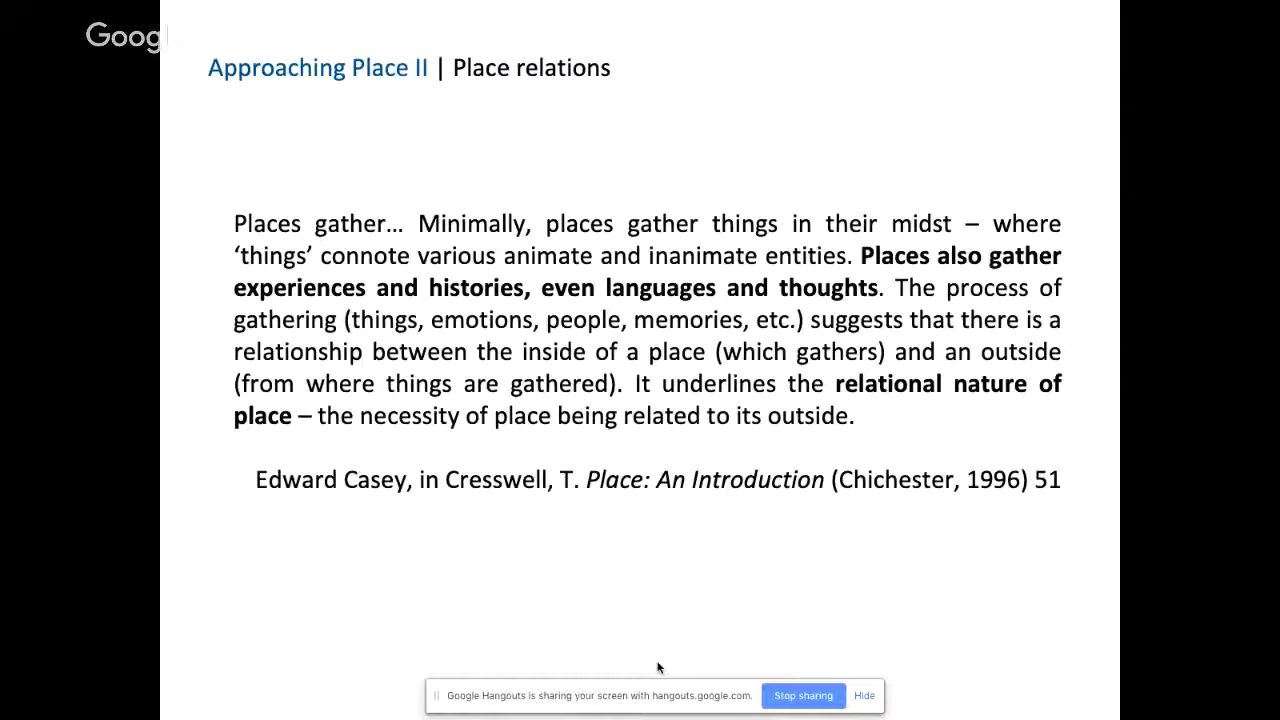 Googl
Approaching Place II | Place relations
Places gather... Minimally, places gather things in their midst – where
‘things’ connote various animate and inanimate entities. Places also gather
experiences and histories, even languages and thoughts. The process of
gathering (things, emotions, people, memories, etc.) suggests that there is a
relationship between the inside of a place (which gathers) and an outside
(from where things are gathered). It underlines the relational nature of
place – the necessity of place being related to its outside.
Edward Casey, in Cresswell, T. Place: An Introduction (Chichester, 1996) 51
Google Hangouts is sharing your screen with hangouts.google.com. Stop sharing Hide